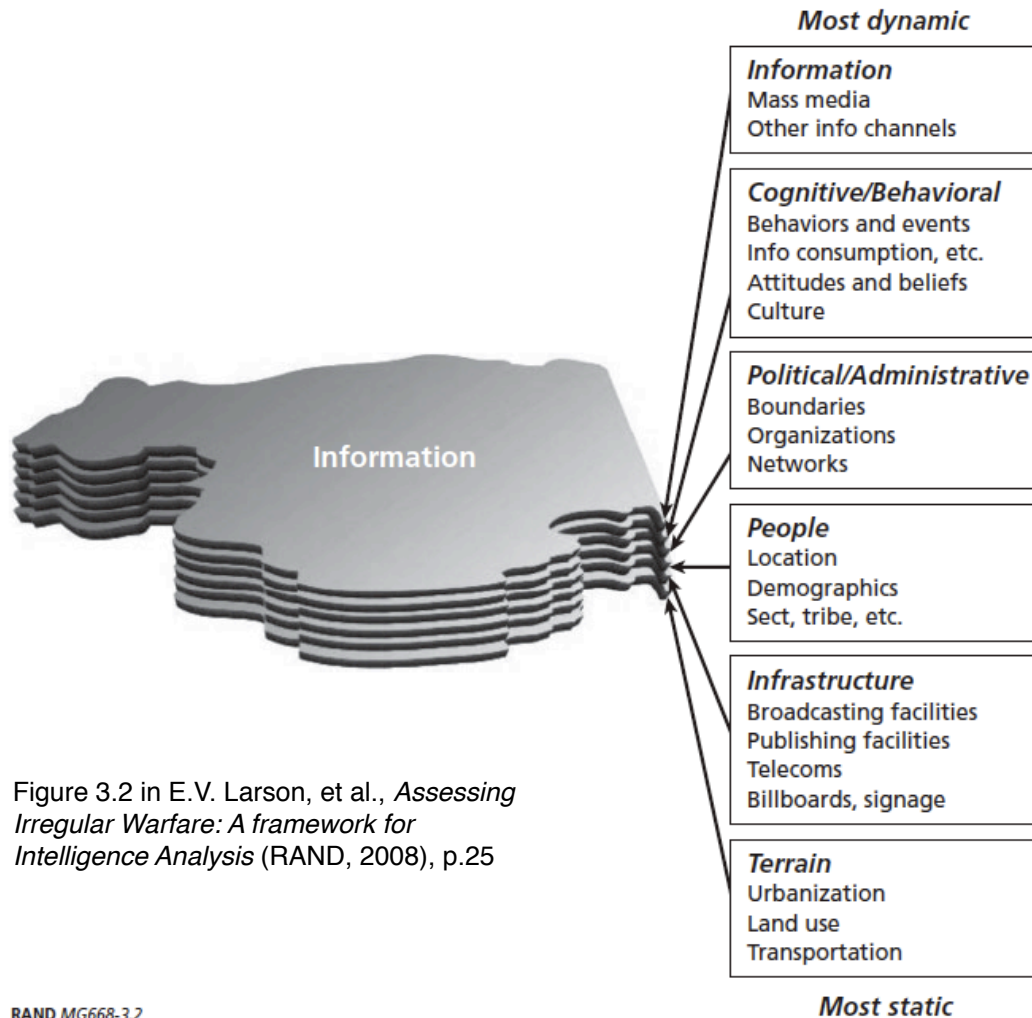 Most dynamic
Information
Mass media
Other info channels
Cognitive/Behavioral
Behaviors and events
Info consumption, etc.
Attitudes and beliefs
Culture
Political/Administrative
Boundaries
Organizations
Networks
People
Location
Demographics
Sect, tribe, etc.
Infrastructure
Broadcasting facilities
Publishing facilities
Telecoms
Billboards, signage
Terrain
Urbanization
Land use
Transportation
Most static
Information
Figure 3.2 in E.V. Larson, et al., Assessing
Irregular Warfare: A framework for
Intelligence Analysis (RAND, 2008), p.25
RAND MG668-3.2